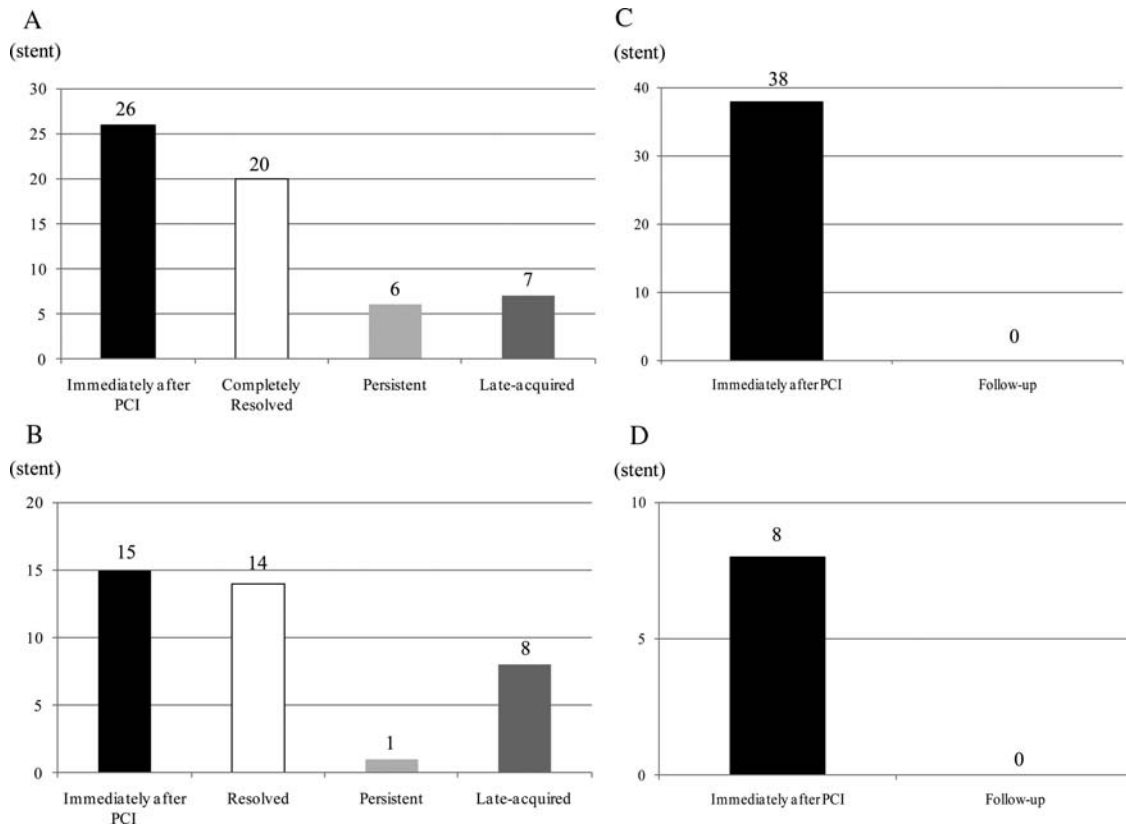 A
(stent)
30
25
20
15
10
5
0
26
20
6
7
Immediately after PCI
Completely Resolved
Persistent
Late-acquired
C
(stent)
40
30
20
10
0
38
0
Immediately after PCI
Follow-up
B
(stent)
20
15
10
5
0
15
14
1
8
Immediately after PCI
Resolved
Persistent
Late-acquired
D
(stent)
10
5
0
8
0
Immediately after PCI
Follow-up